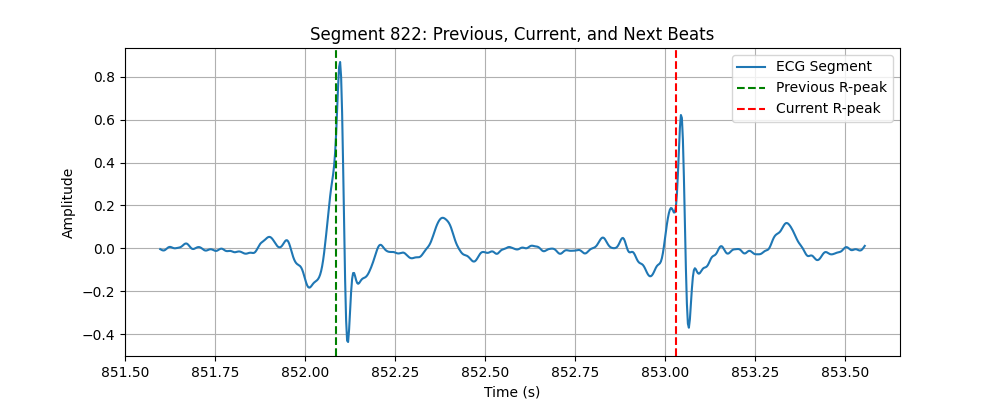 Segment 822: Previous, Current, and Next Beats
ECG Segment
Previous R-peak
Current R-peak
Amplitude
0.8
0.6
0.4
0.2
0.0
−0.2
−0.4
851.50 851.75 852.00 852.25 852.50 852.75 853.00 853.25 853.50
Time (s)